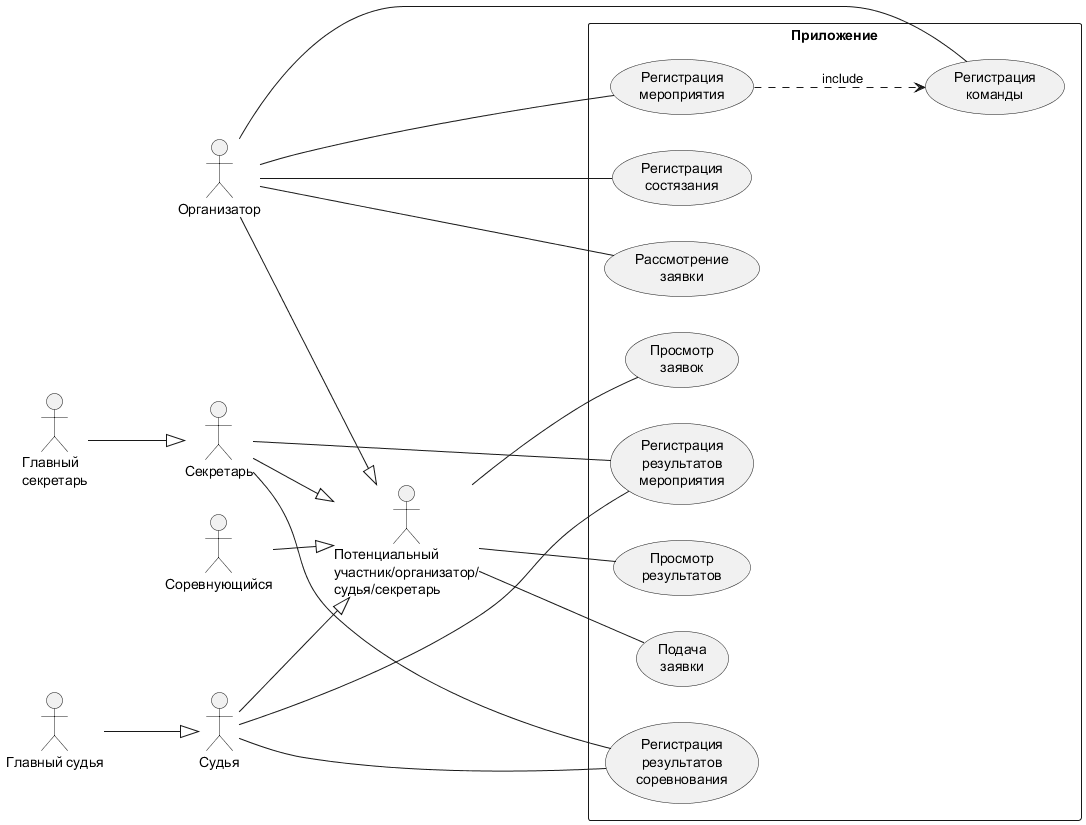 Приложение
Регистрация
мероприятия
include
Регистрация
команды
Регистрация
состязания
Организатор
Рассмотрение
заявки
Просмотр
заявок
Главный
секретарь
Секретарь
Регистрация
результатов
мероприятия
Соревнующийся
Потенциальный
участник/организатор/
судья/секретарь
Просмотр
результатов
Подача
заявки
Главный судья
Судья
Регистрация
результатов
соревнования